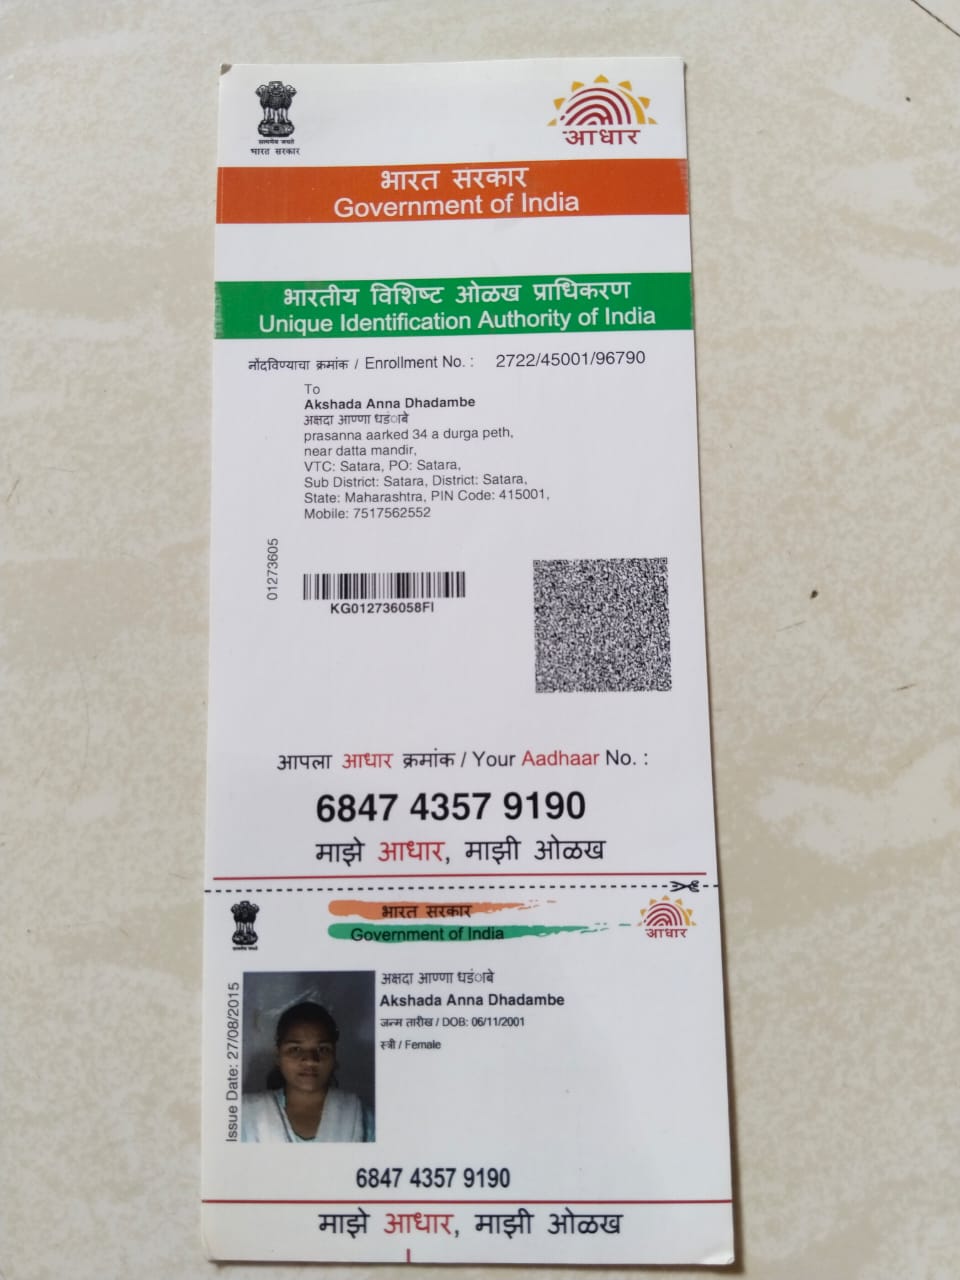 सत्यमेव जयते
भारत सरकार
आधार
भारत सरकार
Government of India
भारतीय विशिष्ट ओळख प्राधिकरण
Unique Identification Authority of India
नोंदविण्याचा क्रमांक / Enrollment No. : 2722/45001/96790
To
Akshada Anna Dhadambe
अक्षदा आण्णा धडंाबे
prasanna aarked 34 a durga peth,
near datta mandir,
VTC: Satara, PO: Satara,
Sub District: Satara, District: Satara,
State: Maharashtra, PIN Code: 415001,
Mobile: 7517562552
01273605
KG012736058FI
आपला आधार क्रमांक / Your Aadhaar No. :
6847 4357 9190
माझे आधार, माझी ओळख
भारत सरकार
Government of India
आधार
Issue Date: 27/08/2015
अक्षदा आण्णा धडंाबे
Akshada Anna Dhadambe
जन्म तारीख / DOB: 06/11/2001
स्त्री / Female
6847 4357 9190
माझे आधार, माझी ओळख